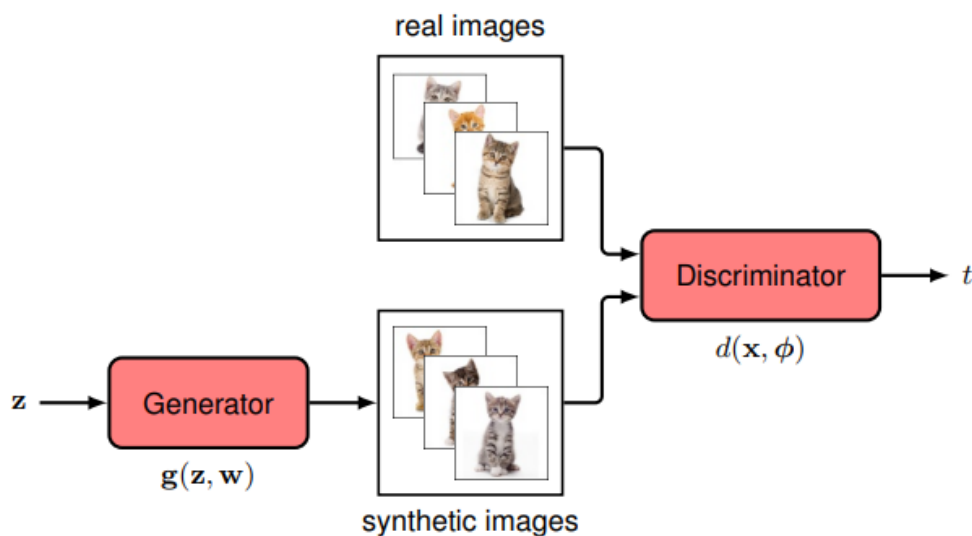 real images
Discriminator
t
d(x, ϕ)
z
Generator
g(z, w)
synthetic images